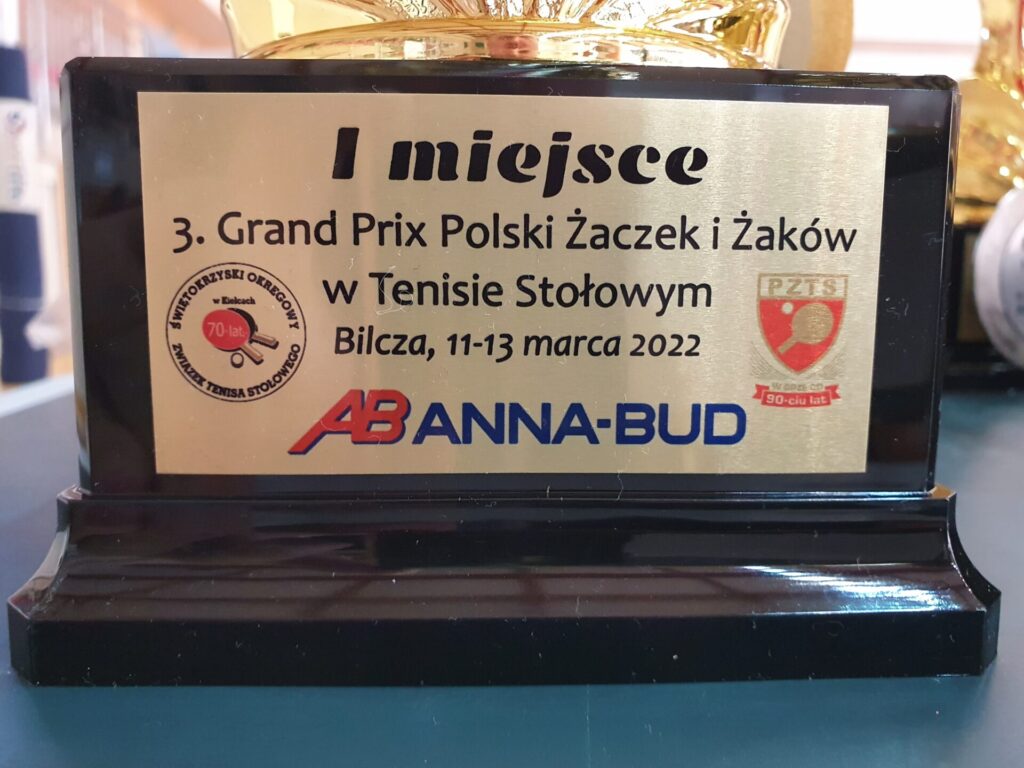 I miejsce
3. Grand Prix Polski Żaczek i Żaków
w Tenisie Stołowym
Bilcza, 11-13 marca 2022
ŚWIĘTOKRZYSKI OKRĘGOWY
ZWIĄZEK TENISA STOŁOWEGO
w Kielcach
70-lat
PZTS
90-ciu lat
AB ANNA-BUD